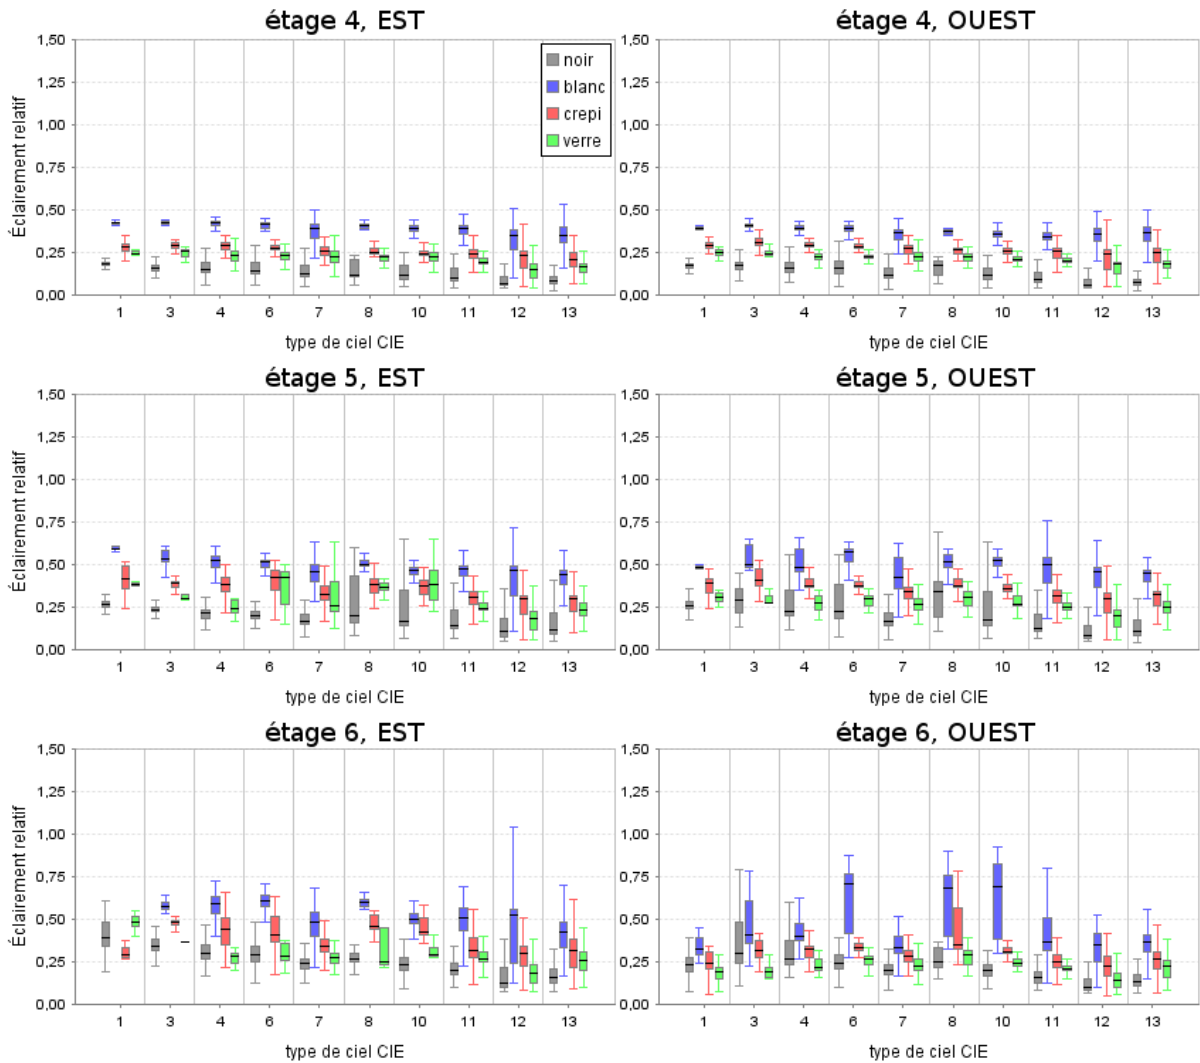 étage 4, EST
étage 4, OUEST
1,50
1,25
1,00
0,75
0,50
0,25
0,00
Éclairement relatif
noir
blanc
crepi
verre
1 3 4 6 7 8 10 11 12 13
type de ciel CIE
1,50
1,25
1,00
0,75
0,50
0,25
0,00
1 3 4 6 7 8 10 11 12 13
type de ciel CIE
étage 5, EST
étage 5, OUEST
1,50
1,25
1,00
0,75
0,50
0,25
0,00
Éclairement relatif
1 3 4 6 7 8 10 11 12 13
type de ciel CIE
1,50
1,25
1,00
0,75
0,50
0,25
0,00
1 3 4 6 7 8 10 11 12 13
type de ciel CIE
étage 6, EST
étage 6, OUEST
1,50
1,25
1,00
0,75
0,50
0,25
0,00
Éclairement relatif
1 3 4 6 7 8 10 11 12 13
type de ciel CIE
1,50
1,25
1,00
0,75
0,50
0,25
0,00
1 3 4 6 7 8 10 11 12 13
type de ciel CIE